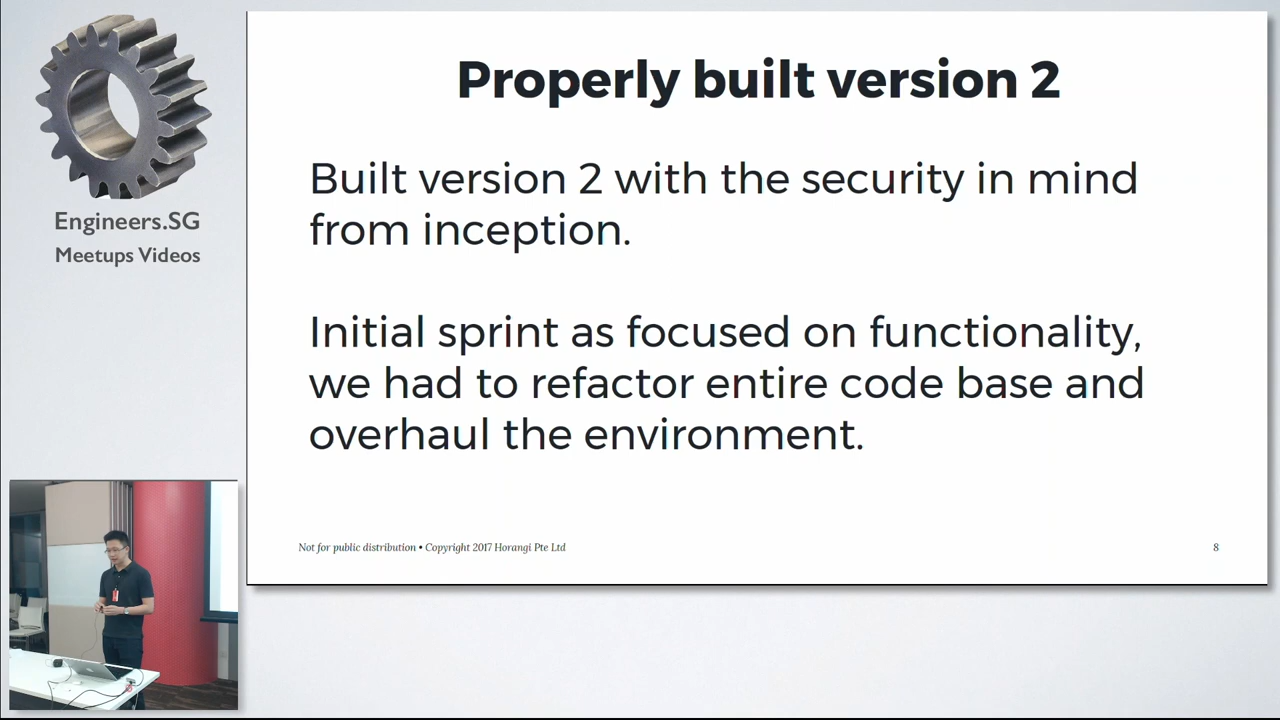 Engineers.SG
Meetups Videos
Properly built version 2
Built version 2 with the security in mind
from inception.
Initial sprint as focused on functionality,
we had to refactor entire code base and
overhaul the environment.
Not for public distribution • Copyright 2017 Horangi Pte Ltd
8